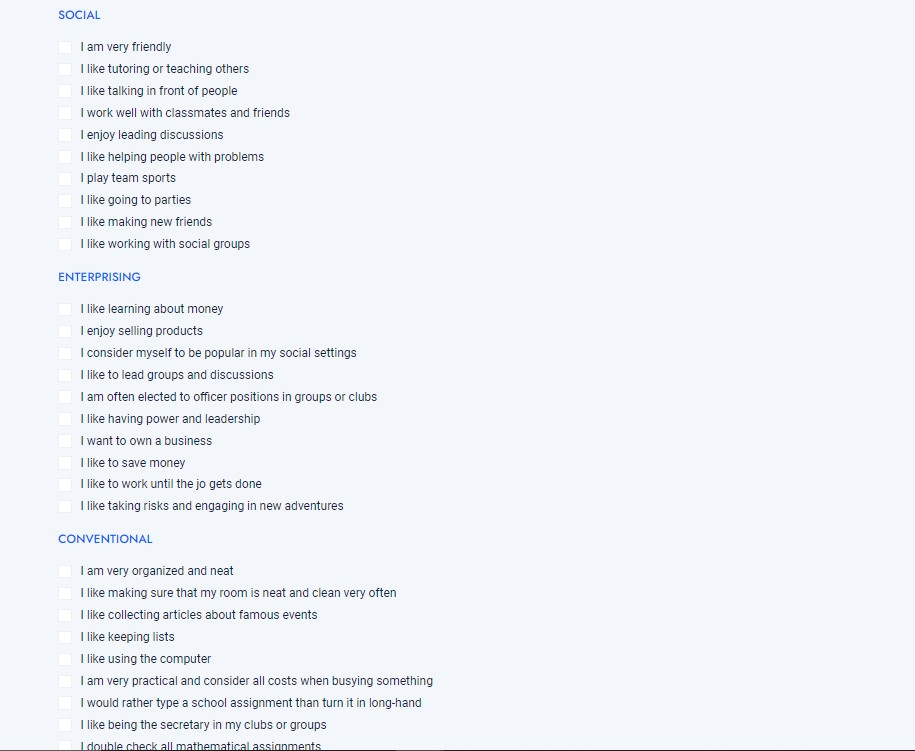 SOCIAL
I am very friendly
I like tutoring or teaching others
I like talking in front of people
I work well with classmates and friends
I enjoy leading discussions
I like helping people with problems
I play team sports
I like going to parties
I like making new friends
I like working with social groups
ENTERPRISING
I like learning about money
I enjoy selling products
I consider myself to be popular in my social settings
I like to lead groups and discussions
I am often elected to officer positions in groups or clubs
I like having power and leadership
I want to own a business
I like to save money
I like to work until the jo gets done
I like taking risks and engaging in new adventures
CONVENTIONAL
I am very organized and neat
I like making sure that my room is neat and clean very often
I like collecting articles about famous events
I like keeping lists
I like using the computer
I am very practical and consider all costs when busying something
I would rather type a school assignment than turn it in long-hand
I like being the secretary in my clubs or groups
I double check all mathematical assignments